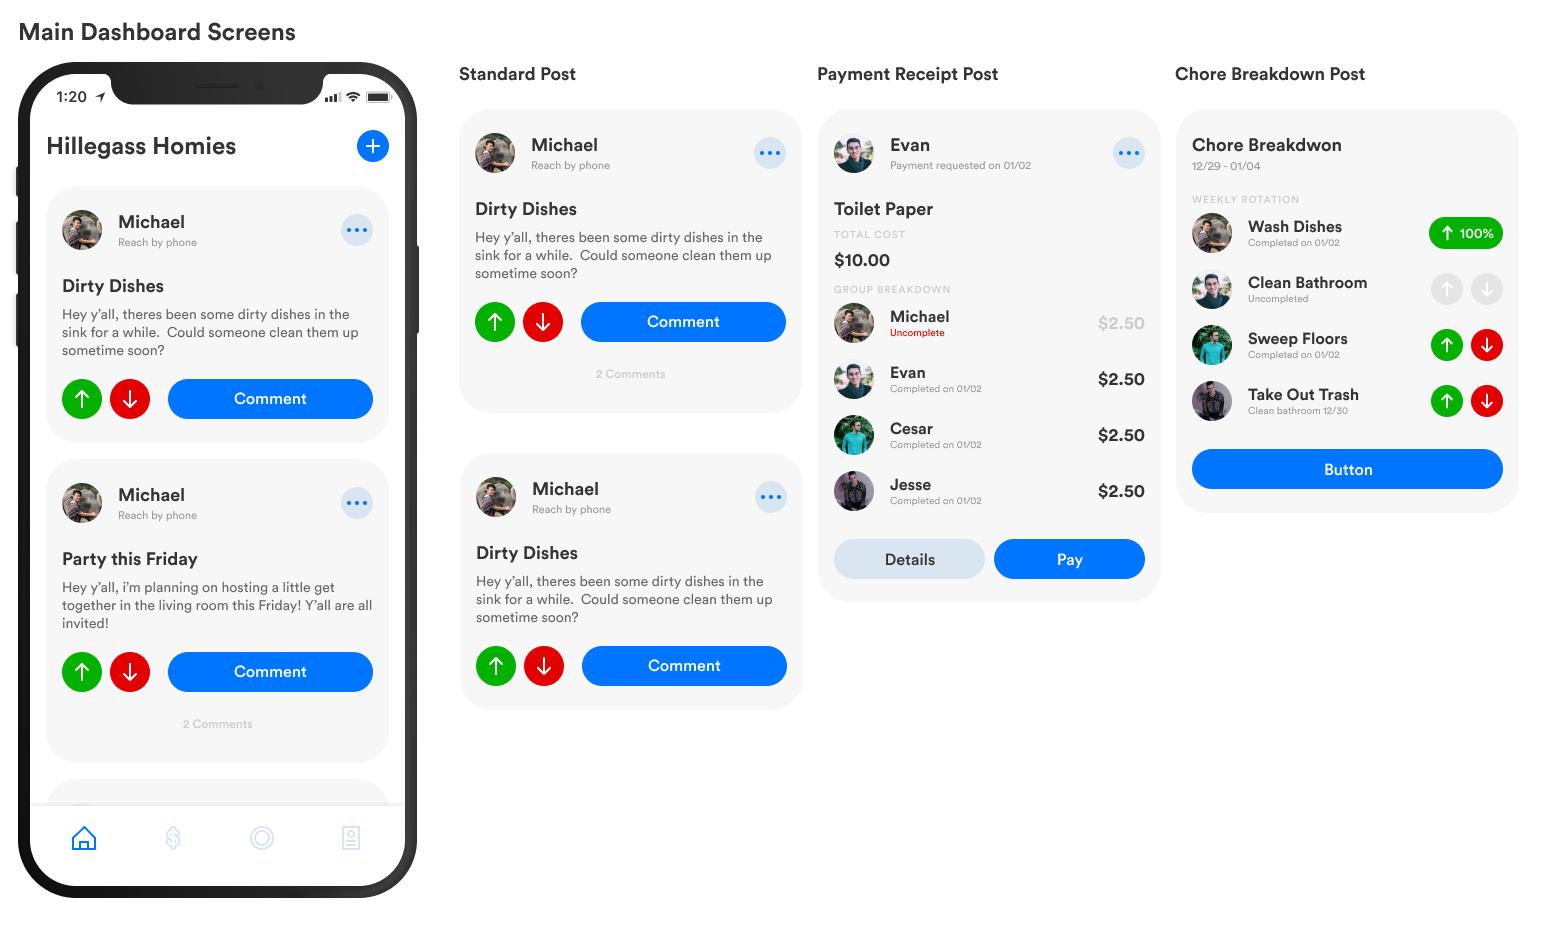 Main Dashboard Screens
1:20
Hillegass Homies
Michael
Reach by phone
Dirty Dishes
Hey y'all, theres been some dirty dishes in the
sink for a while.  Could someone clean them up
sometime soon?
Comment
Michael
Reach by phone
Party this Friday
Hey y'all, i'm planning on hosting a little get
together in the living room this Friday! Y'all are all
invited!
Comment
2 Comments
Standard Post
Michael
Reach by phone
Dirty Dishes
Hey y'all, theres been some dirty dishes in the
sink for a while.  Could someone clean them up
sometime soon?
Comment
2 Comments
Michael
Reach by phone
Dirty Dishes
Hey y'all, theres been some dirty dishes in the
sink for a while.  Could someone clean them up
sometime soon?
Comment
Payment Receipt Post
Evan
Payment requested on 01/02
Toilet Paper
TOTAL COST
$10.00
GROUP BREAKDOWN
Michael
Uncomplete
$2.50
Evan
Completed on 01/02
$2.50
Cesar
Completed on 01/02
$2.50
Jesse
Completed on 01/02
$2.50
Details
Pay
Chore Breakdown Post
Chore Breakdwon
12/29 - 01/04
WEEKLY ROTATION
Wash Dishes
Completed on 01/02
100%
Clean Bathroom
Uncompleted
Sweep Floors
Completed on 01/02
Take Out Trash
Clean bathroom 12/30
Button